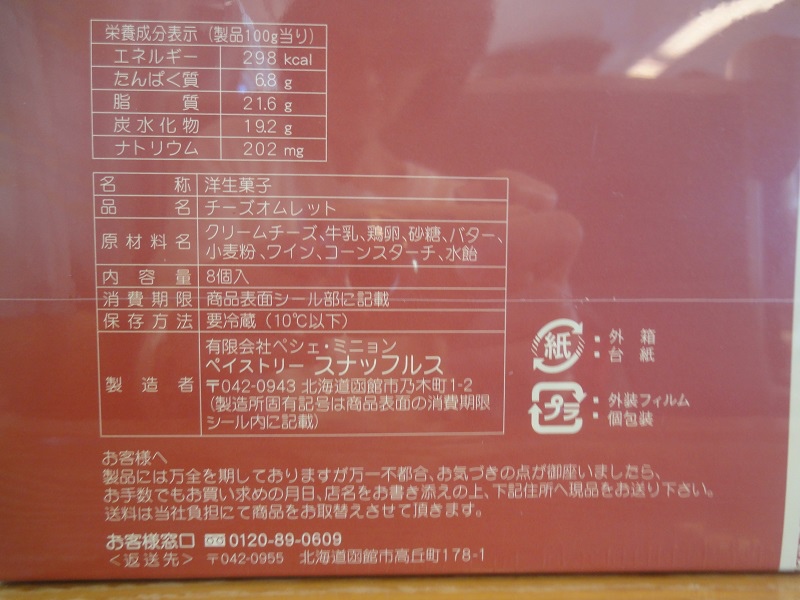 栄養成分表示（製品100g当り）
エネルギー 298 kcal
たんぱく質 6.8 g
脂質 21.6 g
炭水化物 19.2 g
ナトリウム 202 mg
名称 洋生菓子
品名 チーズオムレット
原材料名 クリームチーズ、牛乳、鶏卵、砂糖、バター、
小麦粉、ワイン、コーンスターチ、水飴
内容量 8個入
消費期限 商品表面シール部に記載
保存方法 要冷蔵（10℃以下）
製造者 有限会社ペシェ・ミニョン
ペイストリー スナッフルス
〒042-0943 北海道函館市乃木町1-2
（製造所固有記号は商品表面の消費期限
シール内に記載）
紙 ・外箱
・台紙
プラ ・外装フィルム
・個包装
お客様へ
製品には万全を期しておりますが万一不都合、お気づきの点が御座いましたら、
お手数でもお買い求めの月日、店名をお書き添えの上、下記住所へ現品をお送り下さい。
送料は当社負担にて商品をお取替えさせて頂きます。
お客様窓口 0120-89-0609
＜返送先＞ 〒042-0955 北海道函館市高丘町178-1